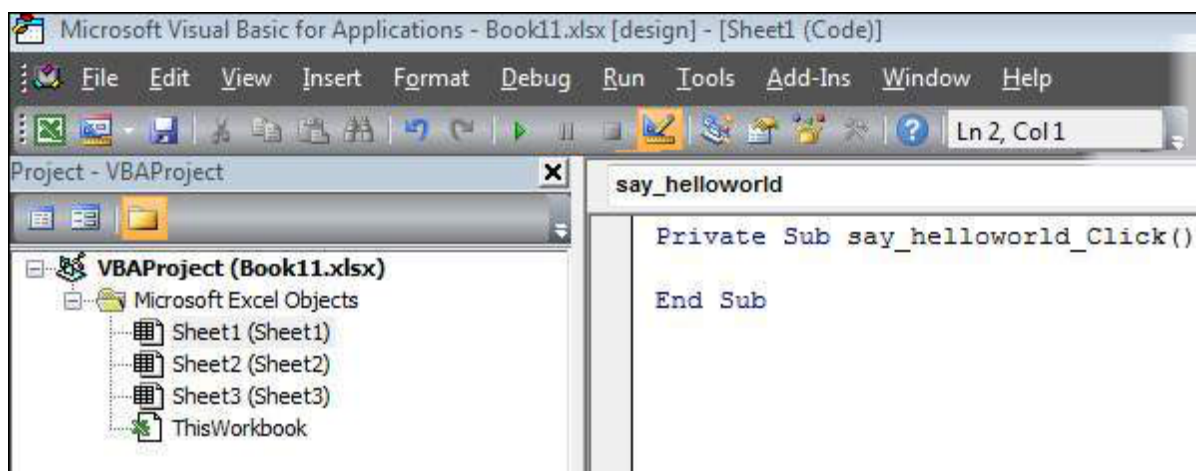 Microsoft Visual Basic for Applications - Book11.xlsx [design] - [Sheet1 (Code)]
File Edit View Insert Format Debug Run Tools Add-Ins Window Help
Ln 2, Col 1
Project - VBAProject
say_helloworld
Private Sub say_helloworld_Click()
VBAProject (Book11.xlsx)
Microsoft Excel Objects
End Sub
Sheet1 (Sheet1)
Sheet2 (Sheet2)
Sheet3 (Sheet3)
ThisWorkbook